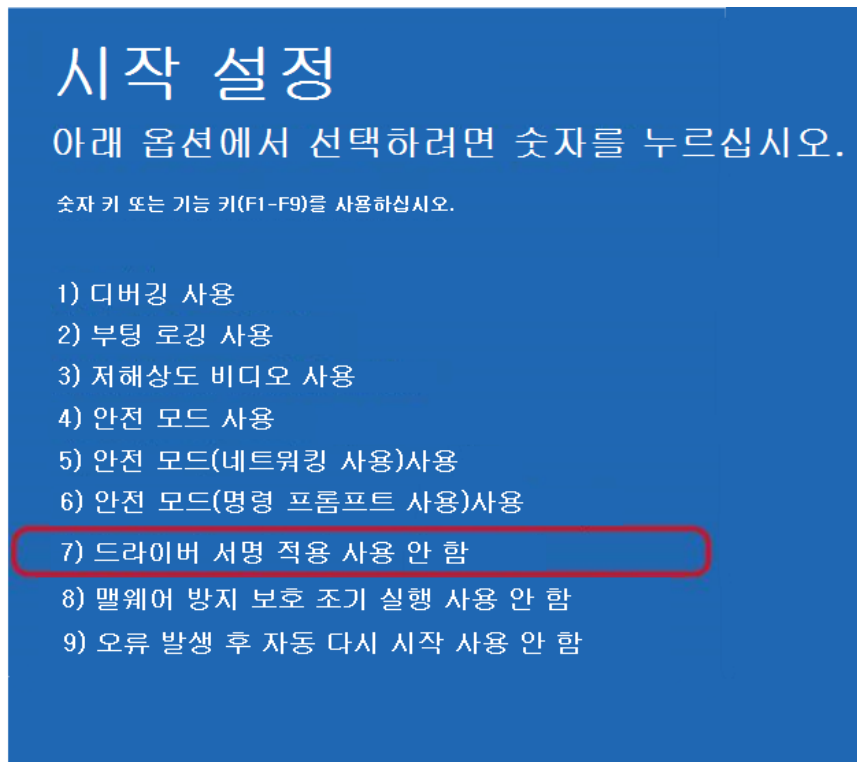 시작 설정
아래 옵션에서 선택하려면 숫자를 누르십시오.
숫자 키 또는 기능 키(F1-F9)를 사용하십시오.
1) 디버깅 사용
2) 부팅 로깅 사용
3) 저해상도 비디오 사용
4) 안전 모드 사용
5) 안전 모드(네트워킹 사용)사용
6) 안전 모드(명령 프롬프트 사용)사용
7) 드라이버 서명 적용 사용 안 함
8) 맬웨어 방지 보호 조기 실행 사용 안 함
9) 오류 발생 후 자동 다시 시작 사용 안 함